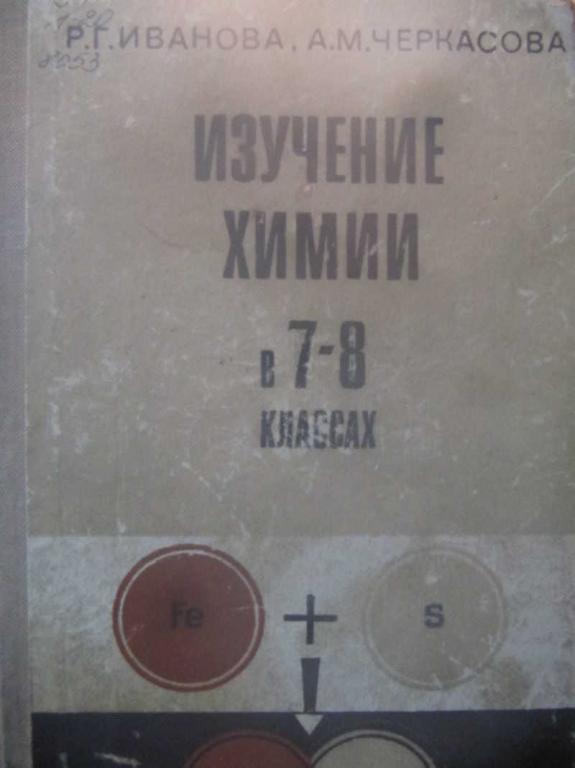 Р.Г.ИВАНОВА, А.М.ЧЕРКАСОВА
ИЗУЧЕНИЕ
ХИМИИ
в 7-8
КЛАССАХ
Fe + S